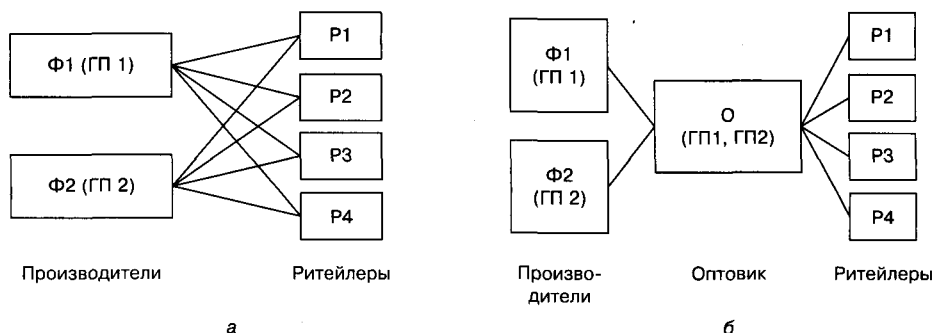 Ф1 (ГП 1)
Ф2 (ГП 2)
Р1
Р2
Р3
Р4
Производители
Ритейлеры
а
Ф1
(ГП 1)
Ф2
(ГП 2)
О
(ГП1, ГП2)
Р1
Р2
Р3
Р4
Произво-
дители
Оптовик
Ритейлеры
б